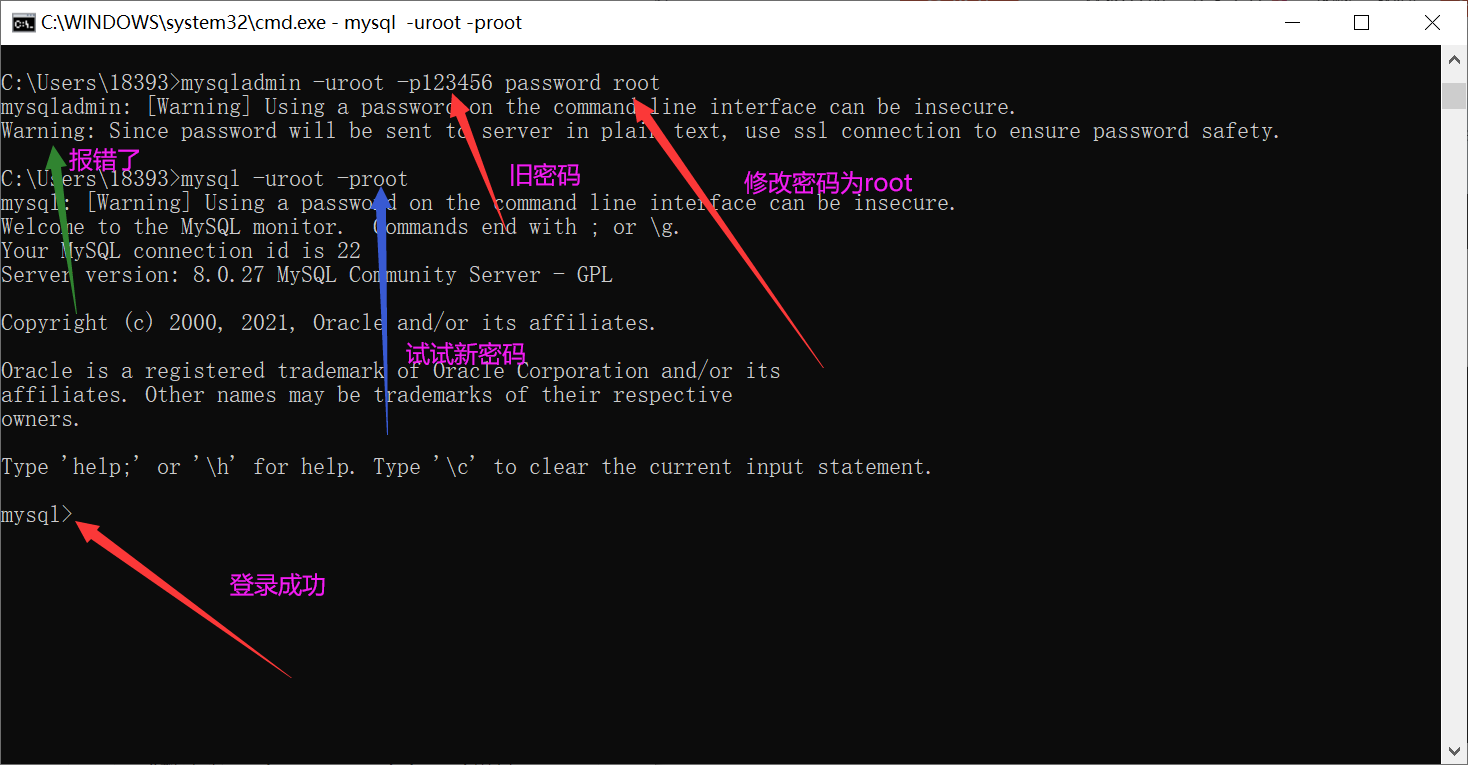 C:\WINDOWS\system32\cmd.exe - mysql  -uroot -proot
C:\Users\18393>mysqladmin -uroot -p123456 password root
mysqladmin: [Warning] Using a password on the command line interface can be insecure.
Warning: Since password will be sent to server in plain text, use ssl connection to ensure password safety.
报错了
旧密码
修改密码为root
C:\Users\18393>mysql -uroot -proot
mysql: [Warning] Using a password on the command line interface can be insecure.
Welcome to the MySQL monitor.  Commands end with ; or \g.
Your MySQL connection id is 22
Server version: 8.0.27 MySQL Community Server - GPL
Copyright (c) 2000, 2021, Oracle and/or its affiliates.
试试新密码
Oracle is a registered trademark of Oracle Corporation and/or its
affiliates. Other names may be trademarks of their respective
owners.
Type 'help;' or '\h' for help. Type '\c' to clear the current input statement.
mysql>
登录成功